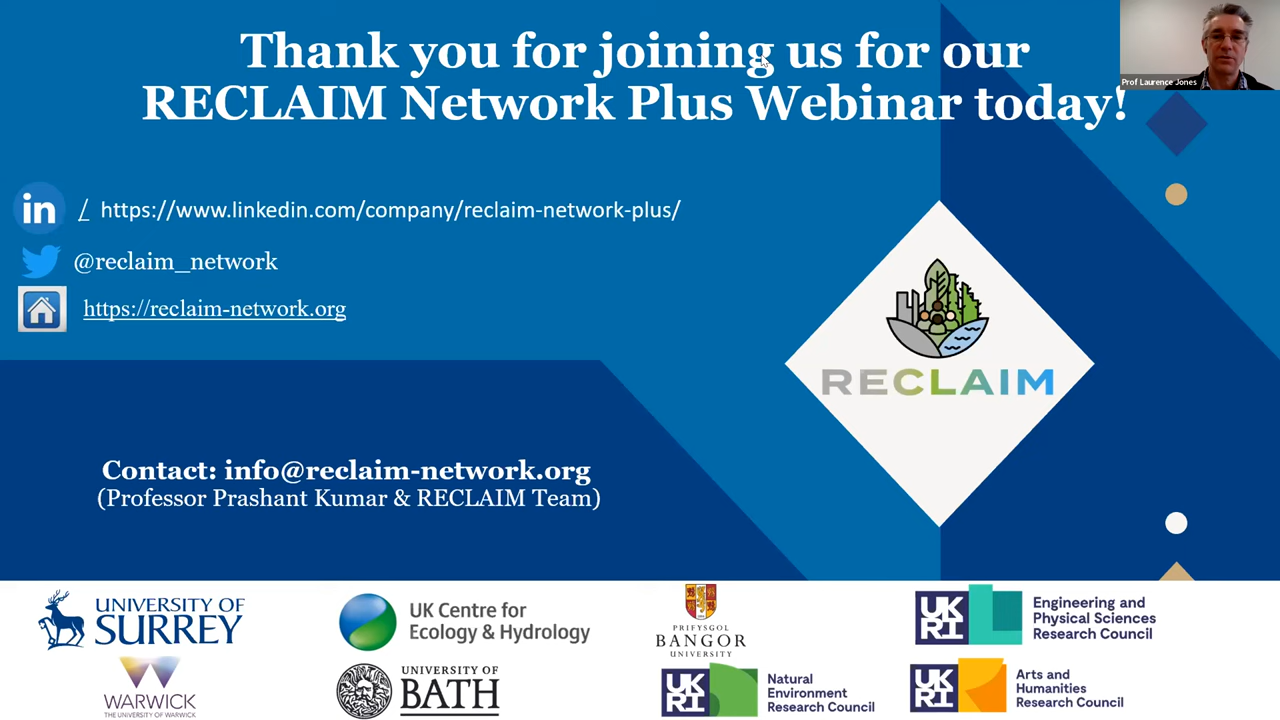 Thank you for joining us for our
RECLAIM Network Plus Webinar today!
Prof Laurence Jones
in / https://www.linkedin.com/company/reclaim-network-plus/
@reclaim_network
https://reclaim-network.org
RECLAIM
Contact: info@reclaim-network.org
(Professor Prashant Kumar & RECLAIM Team)
UNIVERSITY OF
SURREY
UK Centre for
Ecology & Hydrology
PRIFYSGOL
BANGOR
UNIVERSITY
UK
RI
Engineering and
Physical Sciences
Research Council
WARWICK
THE UNIVERSITY OF WARWICK
UNIVERSITY OF
BATH
UK
RI
Natural
Environment
Research Council
UK
RI
Arts and
Humanities
Research Council